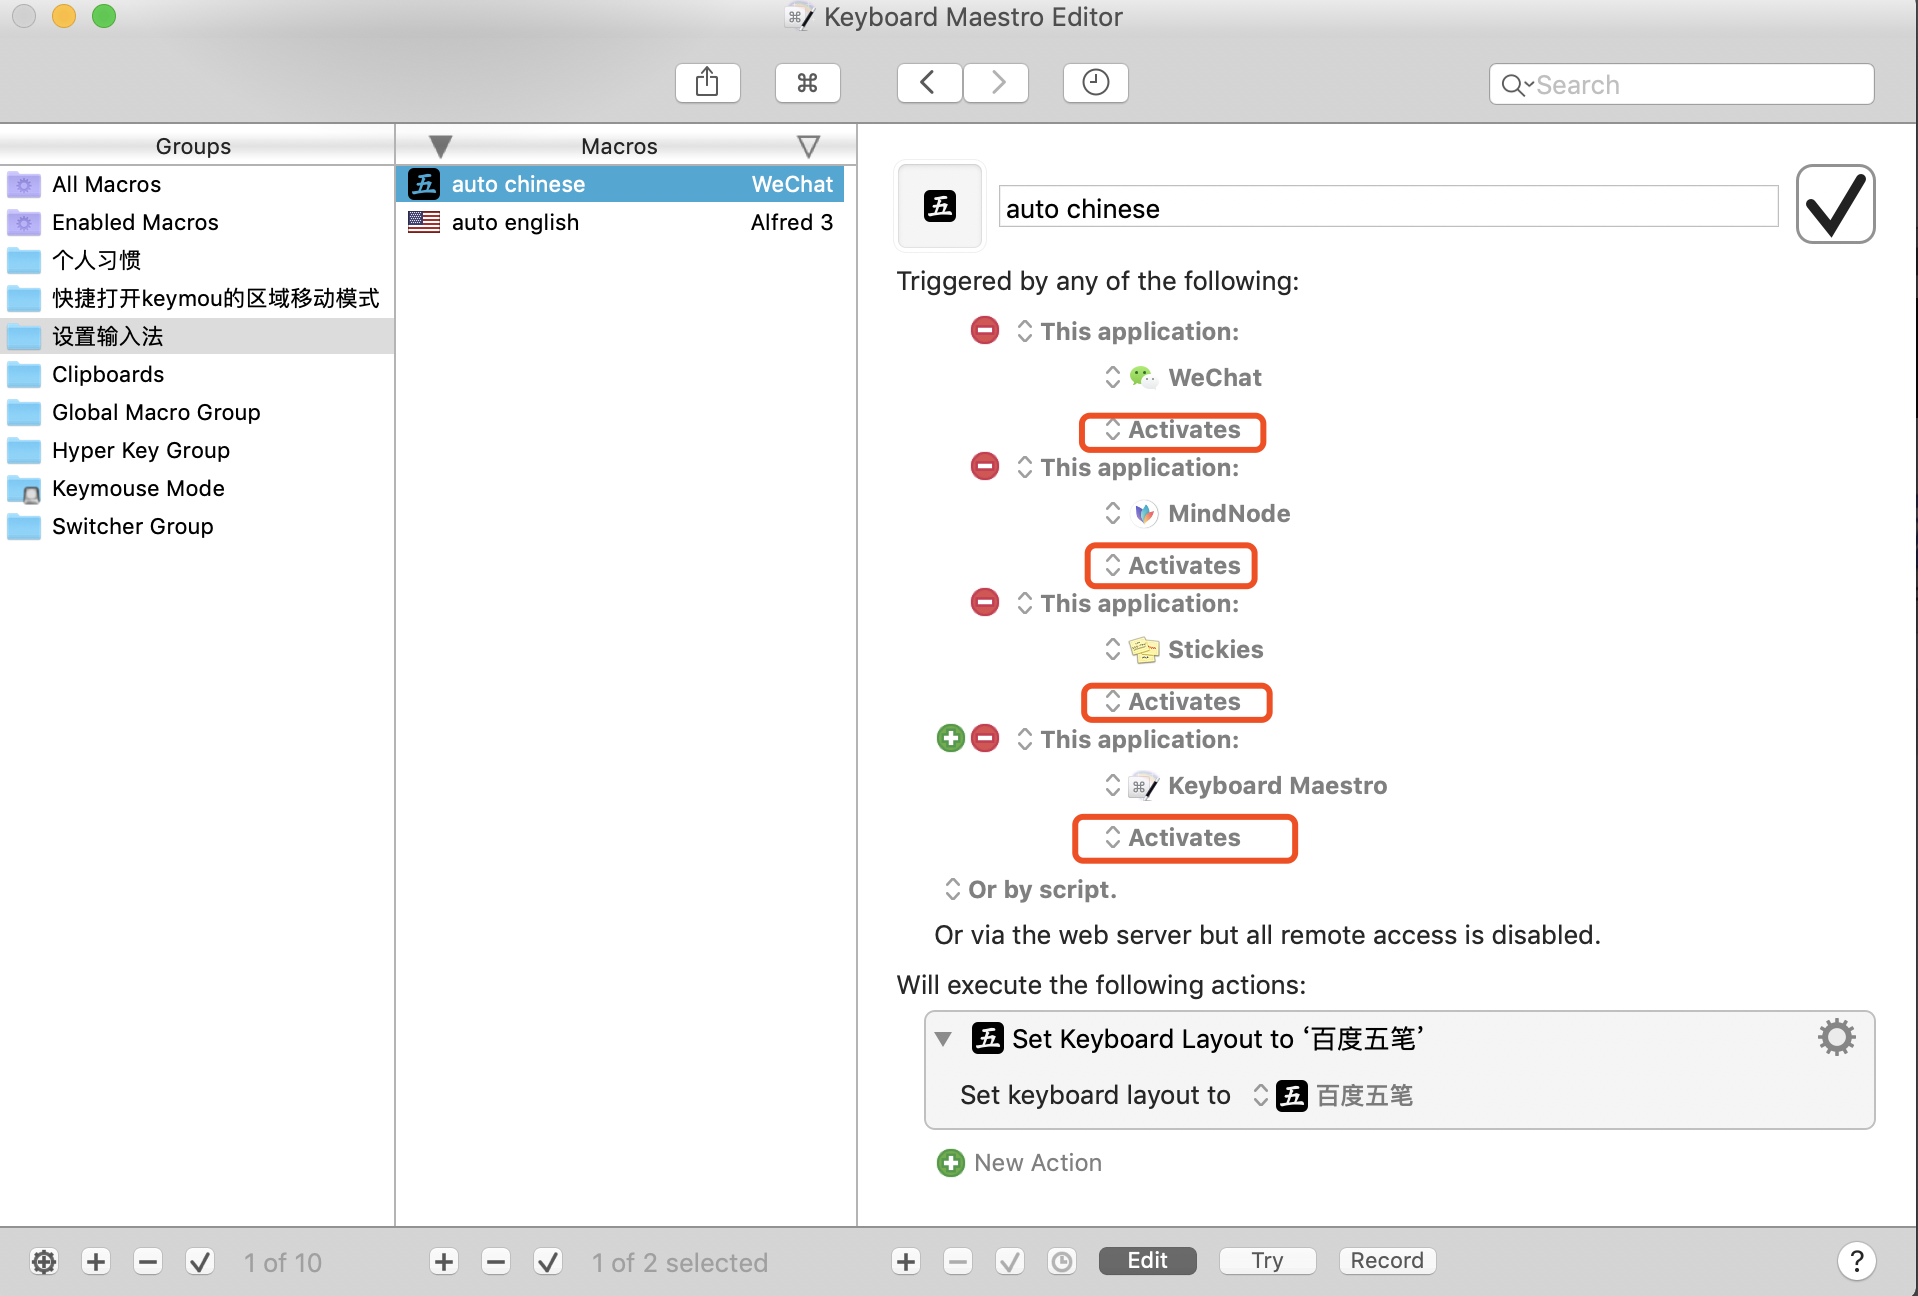 Keyboard Maestro Editor
Search
Groups
All Macros
Enabled Macros
个人习惯
快捷打开keymou的区域移动模式
设置输入法
Clipboards
Global Macro Group
Hyper Key Group
Keymouse Mode
Switcher Group
Macros
五 auto chinese WeChat
auto english Alfred 3
五 auto chinese
Triggered by any of the following:
This application:
WeChat
Activates
This application:
MindNode
Activates
This application:
Stickies
Activates
This application:
Keyboard Maestro
Activates
Or by script.
Or via the web server but all remote access is disabled.
Will execute the following actions:
五 Set Keyboard Layout to ‘百度五笔’
Set keyboard layout to 五 百度五笔
New Action
1 of 10
1 of 2 selected
Edit Try Record ?